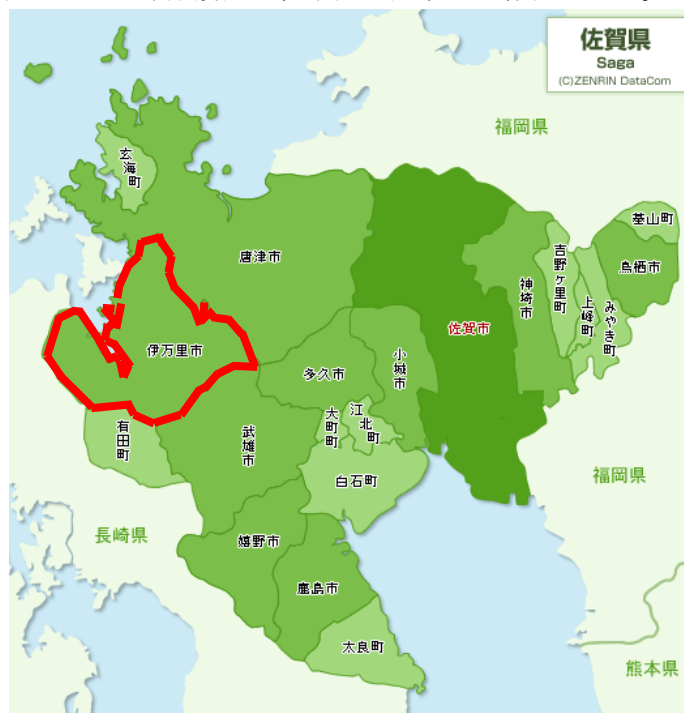 佐賀県
Saga
(C)ZENRIN DataCom
福岡県
玄海町
基山町
唐津市
吉野ヶ里町
鳥栖市
神埼市
上峰町
みやき町
佐賀市
伊万里市
小城市
多久市
大町町
江北町
有田町
武雄市
白石町
福岡県
長崎県
嬉野市
鹿島市
太良町
熊本県